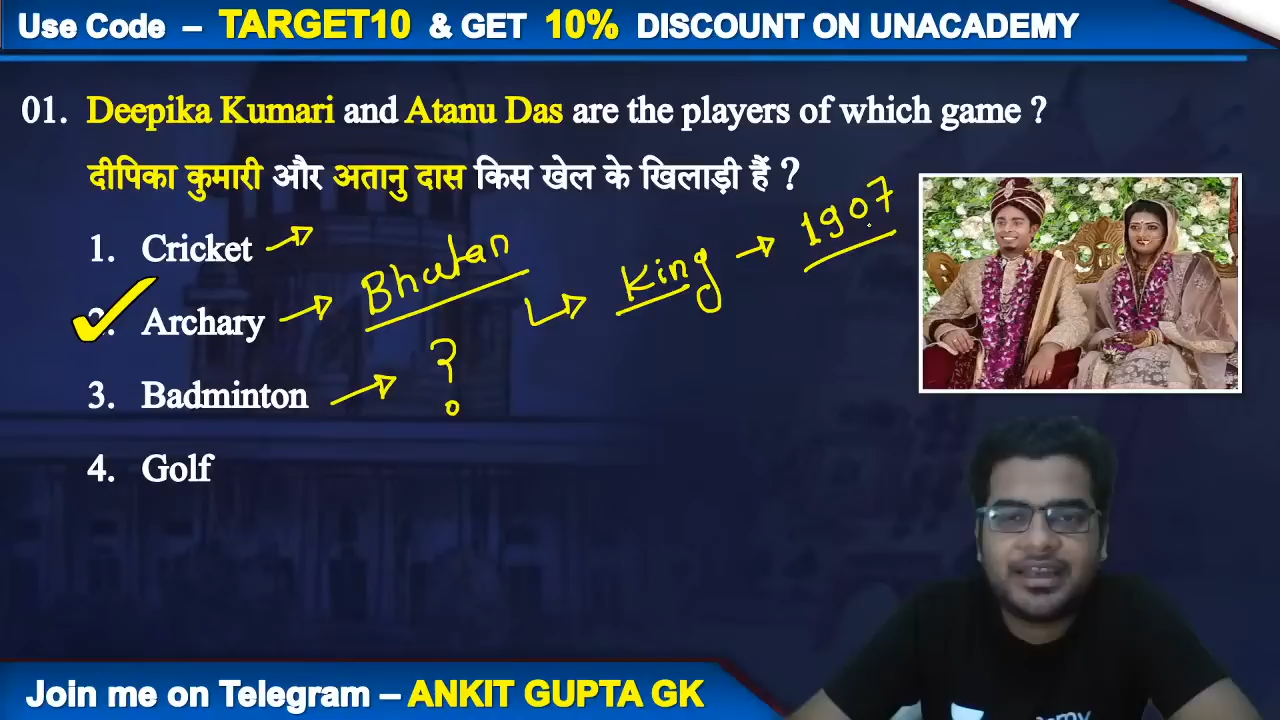 Use Code – TARGET10 & GET 10% DISCOUNT ON UNACADEMY
01. Deepika Kumari and Atanu Das are the players of which game ?
दीपिका कुमारी और अतानु दास किस खेल के खिलाड़ी हैं ?
1. Cricket
2. Archary → Bhutan → King → 1907
3. Badminton → ?
4. Golf
Join me on Telegram – ANKIT GUPTA GK